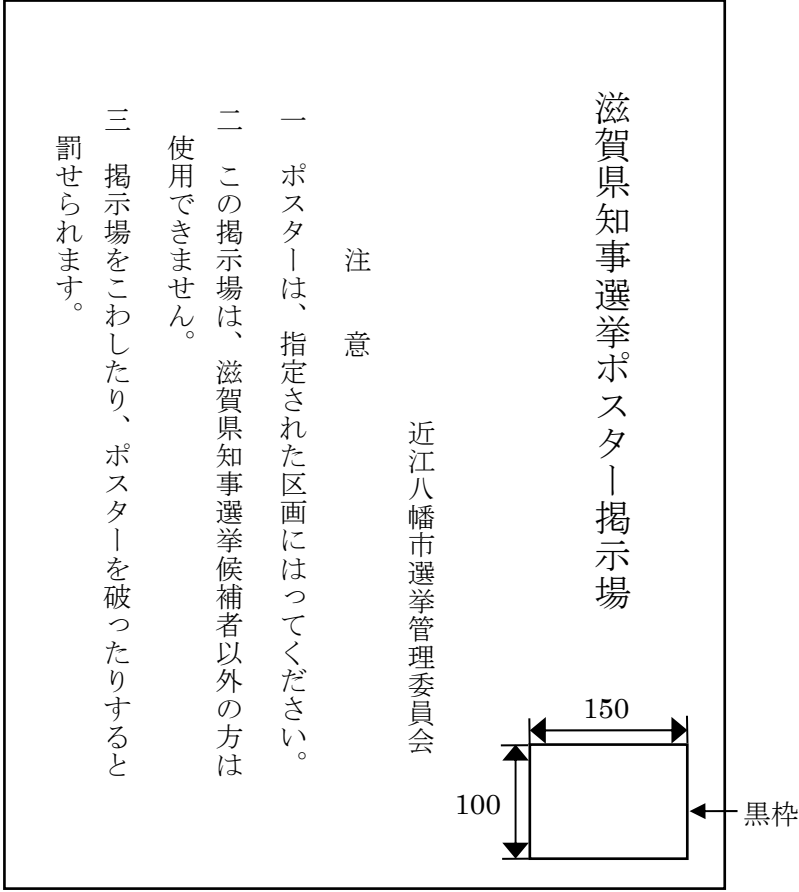 滋賀県知事選挙ポスター掲示場
近江八幡市選挙管理委員会
注　意
一　ポスターは、指定された区画にはってください。
二　この掲示場は、滋賀県知事選挙候補者以外の方は
使用できません。
三　掲示場をこわしたり、ポスターを破ったりすると
罰せられます。
150
100
黒枠